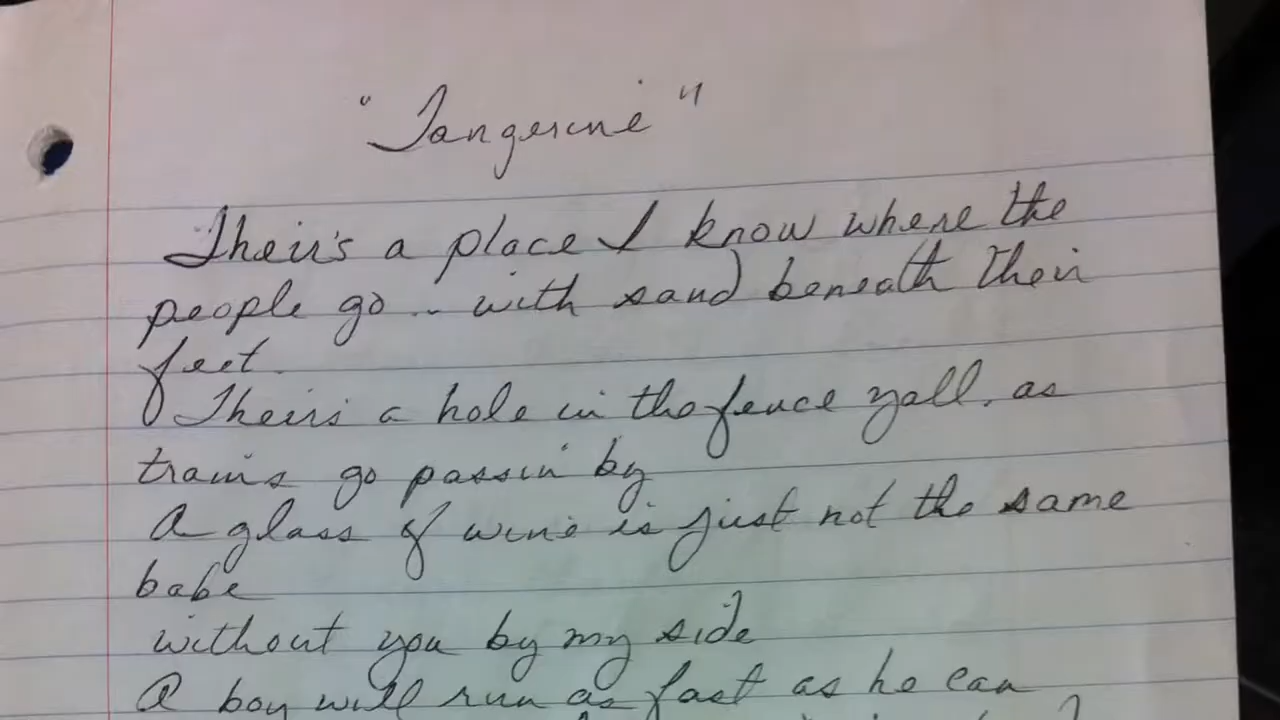 "Tangerine"
Their's a place I know where the
people go .. with sand beneath their
feet.
Their's a hole in the fence yall, as
trains go passin' by
A glass of wine is just not the same
babe
without you by my side
A boy will run as fast as he can